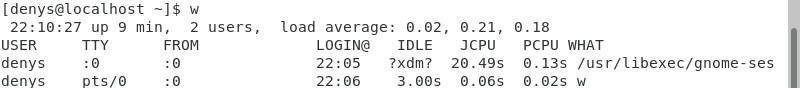 [denys@localhost ~]$ w
 22:10:27 up 9 min,  2 users,  load average: 0.02, 0.21, 0.18
USER     TTY      FROM             LOGIN@   IDLE   JCPU   PCPU WHAT
denys    :0       :0               22:05   ?xdm?  20.49s  0.13s /usr/libexec/gnome-ses
denys    pts/0    :0               22:06    3.00s  0.06s  0.02s w